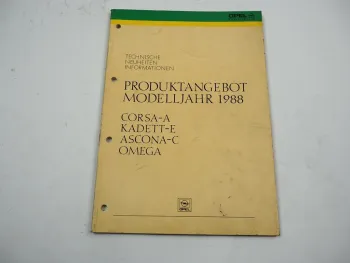 OPEL
TECHNISCHE
NEUHEITEN
INFORMATIONEN
PRODUKTANGEBOT
MODELLJAHR 1988
CORSA-A
KADETT-E
ASCONA-C
OMEGA